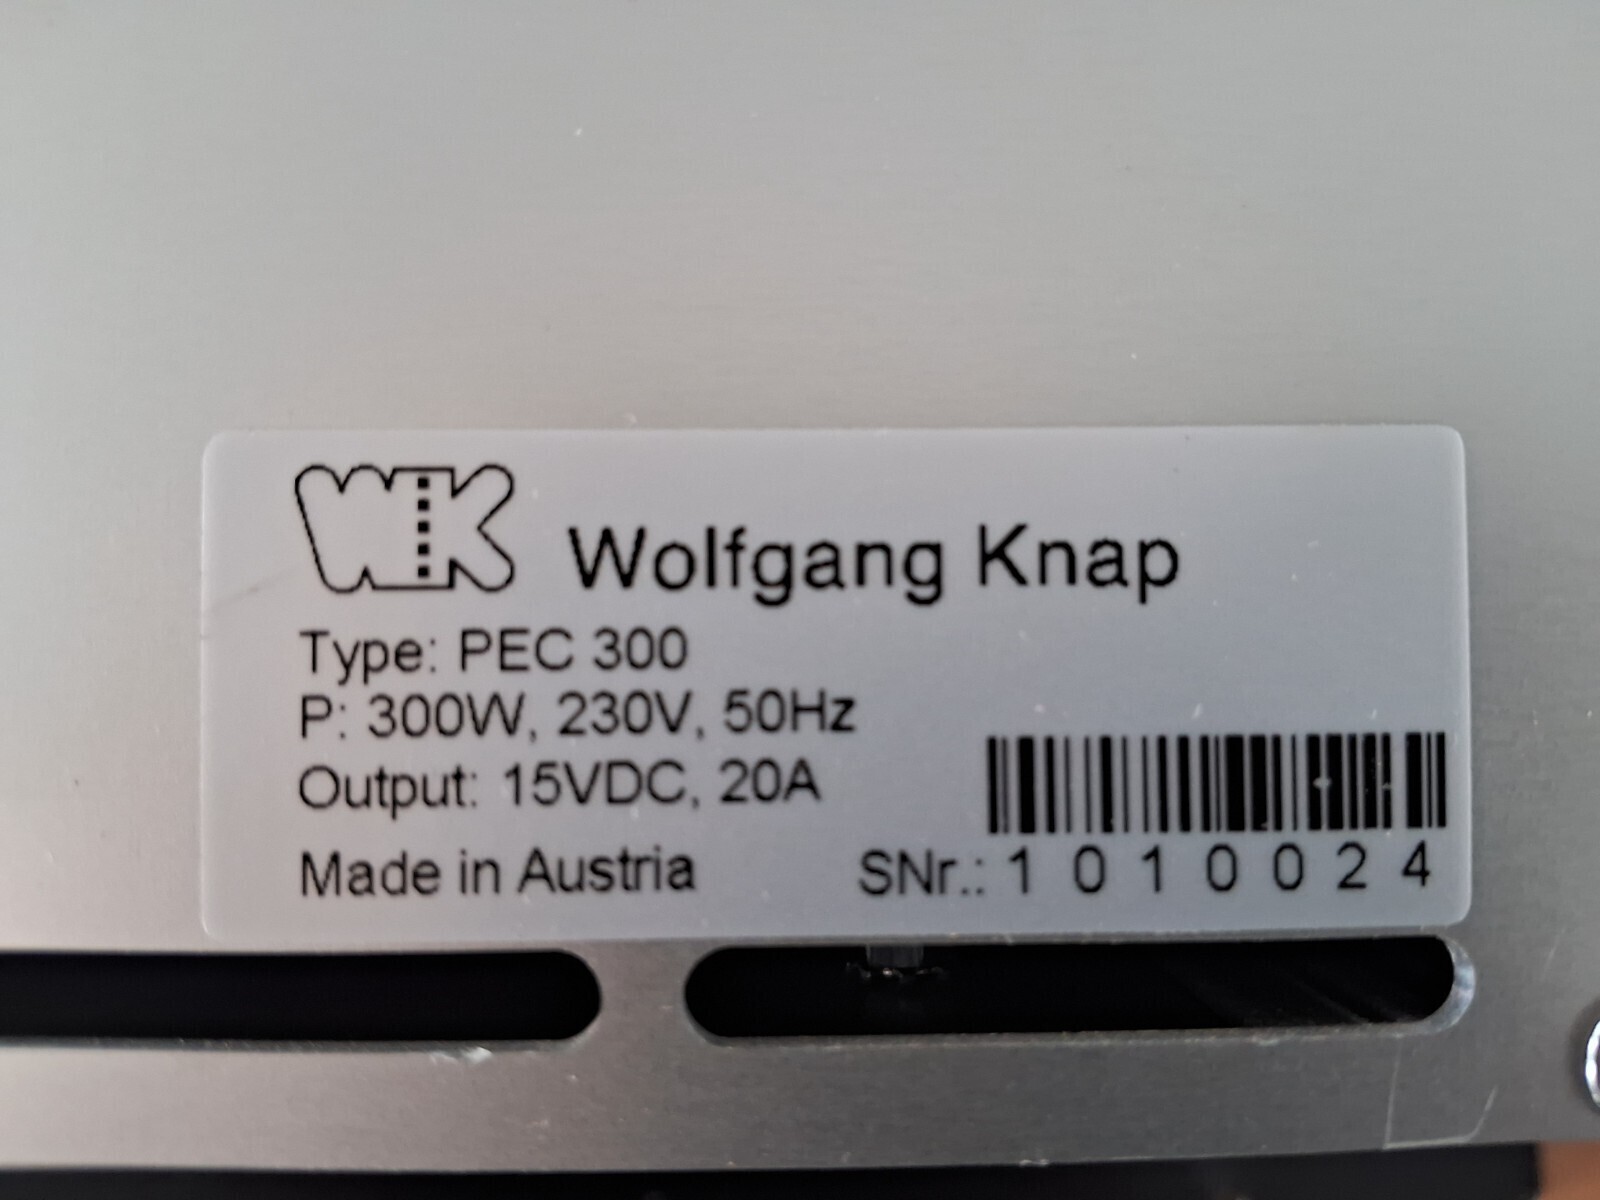 WK Wolfgang Knap
Type: PEC 300
P: 300W, 230V, 50Hz
Output: 15VDC, 20A
Made in Austria SNr.: 1 0 1 0 0 2 4